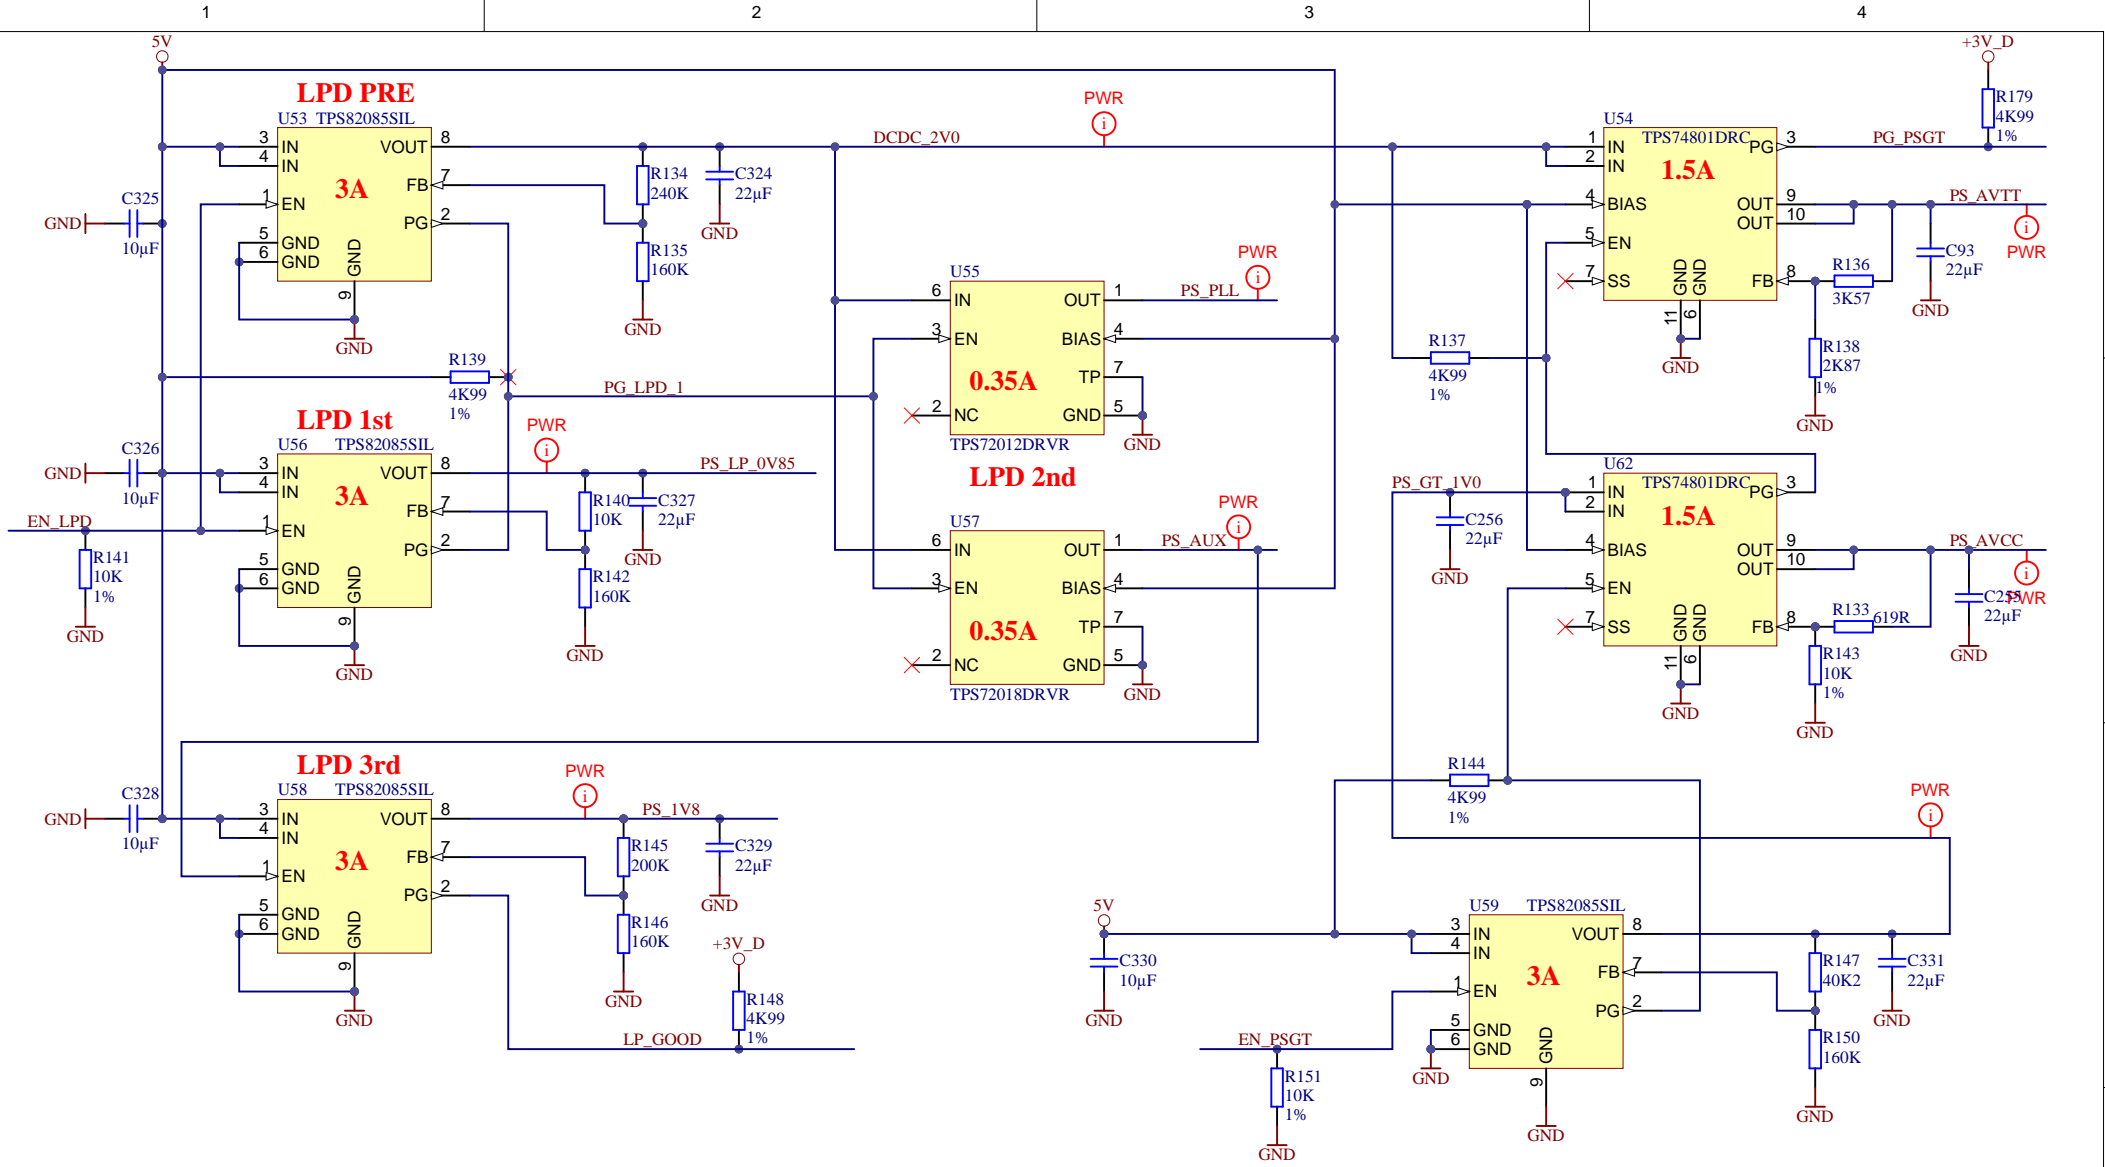 1 2 3 4
5V
LPD PRE
U53 TPS82085SIL
3 IN
4 IN
1 EN
5 GND
6 GND
GND
9
3A
VOUT 8
FB 7
PG 2
GND
C325
10µF
GND
R134
240K
R135
160K
GND
C324
22µF
GND
DCDC_2V0
PWR
i
R139
4K99
1%
PG_LPD_1
LPD 1st
U56 TPS82085SIL
3 IN
4 IN
1 EN
5 GND
6 GND
GND
9
3A
VOUT 8
FB 7
PG 2
GND
C326
10µF
GND
EN_LPD
R141
10K
1%
GND
PWR
i
PS_LP_0V85
R140
10K
R142
160K
GND
C327
22µF
GND
U55
6 IN
3 EN
2 NC
0.35A
OUT 1
BIAS 4
TP 7
GND 5
TPS72012DRVR
GND
PS_PLL
PWR
i
LPD 2nd
U57
6 IN
3 EN
2 NC
0.35A
OUT 1
BIAS 4
TP 7
GND 5
TPS72018DRVR
GND
PS_AUX
PWR
i
LPD 3rd
U58 TPS82085SIL
3 IN
4 IN
1 EN
5 GND
6 GND
GND
9
3A
VOUT 8
FB 7
PG 2
GND
C328
10µF
GND
PWR
i
PS_1V8
R145
200K
R146
160K
GND
C329
22µF
GND
+3V_D
R148
4K99
1%
LP_GOOD
+3V_D
R179
4K99
1%
PG_PSGT
U54
TPS74801DRC
1 IN
2 IN
4 BIAS
5 EN
7 SS
1.5A
PG 3
OUT 9
OUT 10
FB 8
GND
GND
11
6
GND
PS_AVTT
i
PWR
C93
22µF
GND
R136
3K57
R138
2K87
1%
GND
R137
4K99
1%
U62
TPS74801DRC
1 IN
2 IN
4 BIAS
5 EN
7 SS
1.5A
PG 3
OUT 9
OUT 10
FB 8
GND
GND
11
6
GND
PS_GT_1V0
C256
22µF
GND
PS_AVCC
i
PWR
C255
22µF
GND
R133
619R
R143
10K
1%
GND
R144
4K99
1%
PWR
i
5V
C330
10µF
GND
U59 TPS82085SIL
3 IN
4 IN
1 EN
5 GND
6 GND
GND
9
3A
VOUT 8
FB 7
PG 2
GND
GND
EN_PSGT
R151
10K
1%
GND
R147
40K2
R150
160K
GND
C331
22µF
GND